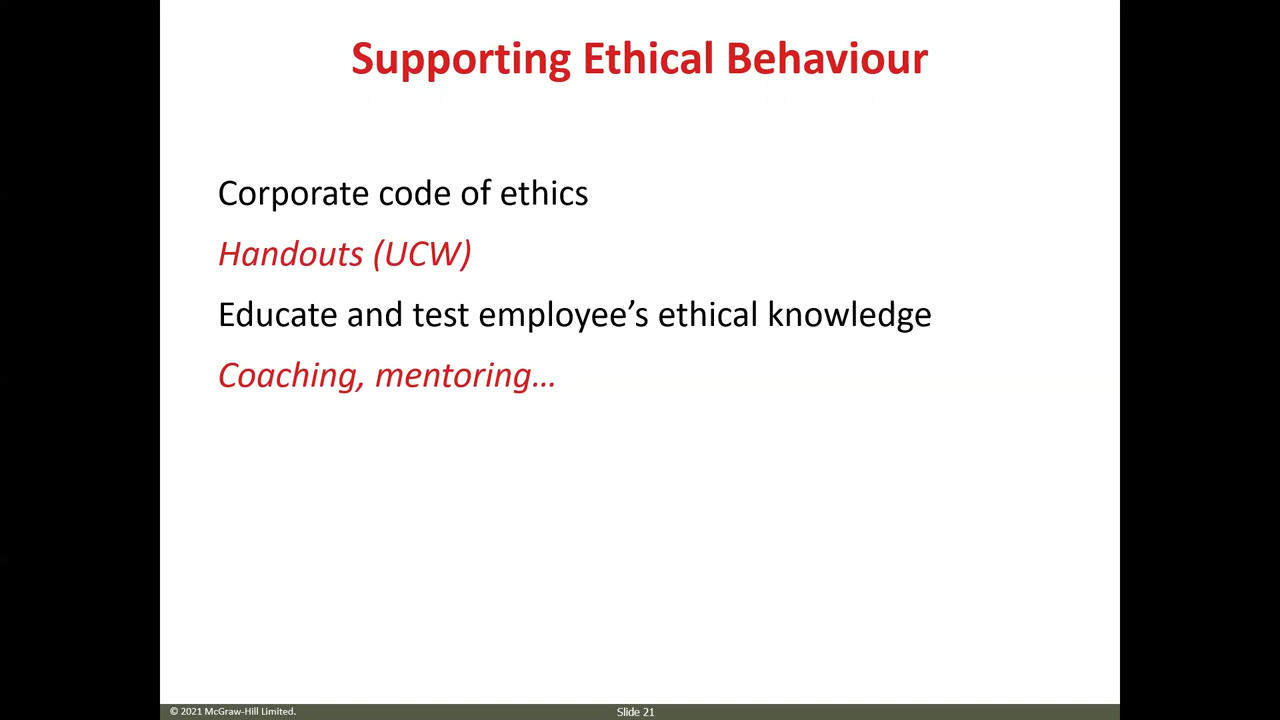 Supporting Ethical Behaviour
Corporate code of ethics
Handouts (UCW)
Educate and test employee’s ethical knowledge
Coaching, mentoring…
© 2021 McGraw-Hill Limited.
Slide 21